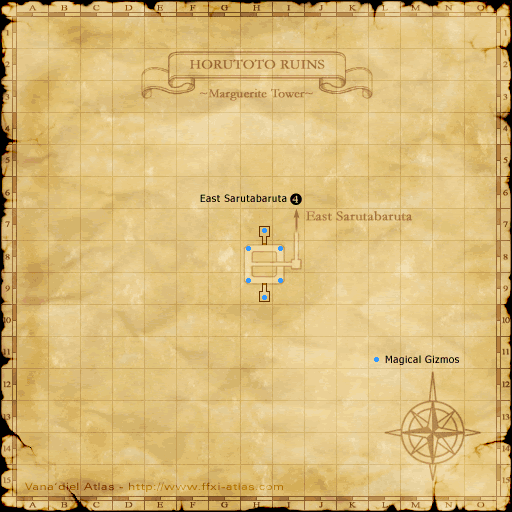 A B C D E F G H I J K L M N O
HORUTOTO RUINS
~Marguerite Tower~
East Sarutabaruta 4
East Sarutabaruta
Magical Gizmos
Vana'diel Atlas - http://www.ffxi-atlas.com
1
2
3
4
5
6
7
8
9
10
11
12
13
14
15
A B C D E F G H I J K L M N O